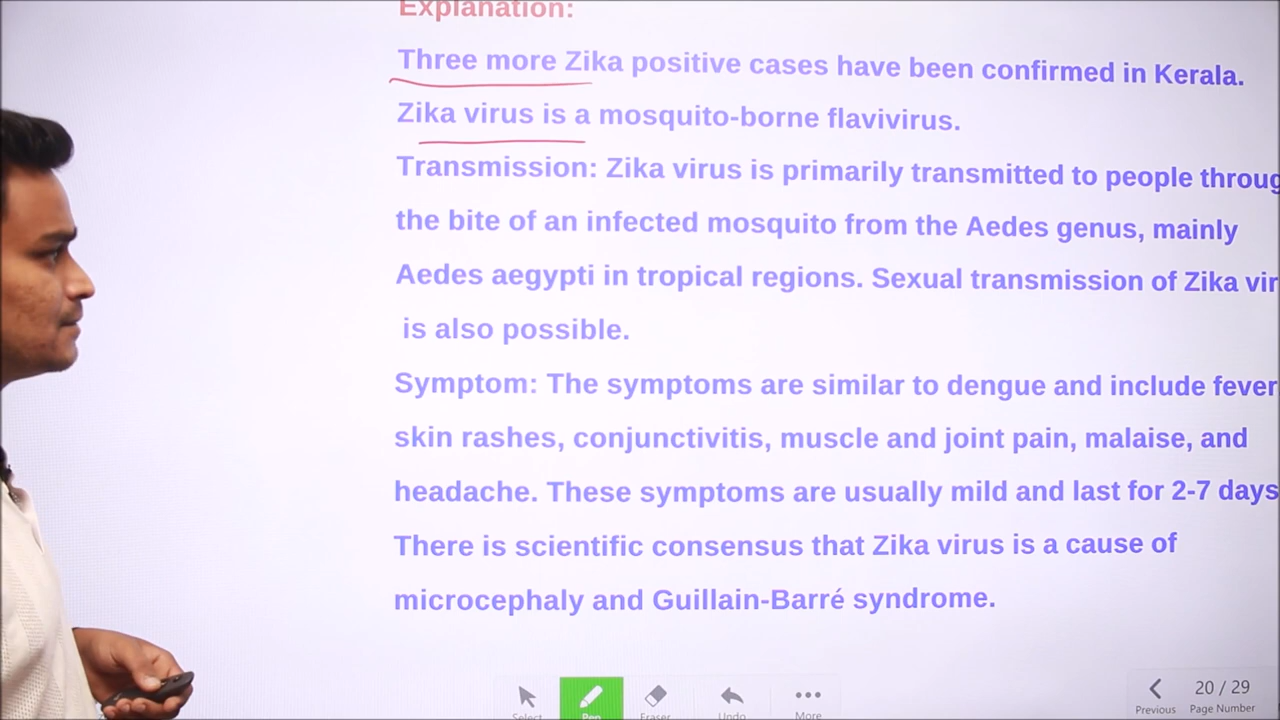 Explanation:
Three more Zika positive cases have been confirmed in Kerala.
Zika virus is a mosquito-borne flavivirus.
Transmission: Zika virus is primarily transmitted to people throug
the bite of an infected mosquito from the Aedes genus, mainly
Aedes aegypti in tropical regions. Sexual transmission of Zika vir
is also possible.
Symptom: The symptoms are similar to dengue and include fever
skin rashes, conjunctivitis, muscle and joint pain, malaise, and
headache. These symptoms are usually mild and last for 2-7 days
There is scientific consensus that Zika virus is a cause of
microcephaly and Guillain-Barré syndrome.
Select Pen Eraser Undo More
Previous 20 / 29 Page Number